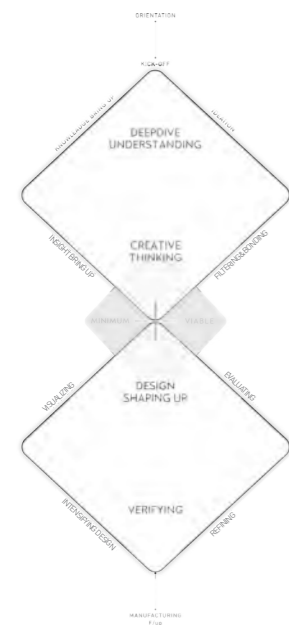 ORIENTATION
KICK-OFF
KNOWLEDGE BRING UP
IDEATION
DEEPDIVE
UNDERSTANDING
CREATIVE
THINKING
INSIGHT BRING UP
FILTERING&BONDING
VISUALIZING
EVALUATING
DESIGN
SHAPING UP
VERIFYING
INTENSIFYING DESIGN
REFINING
MANUFACTURING